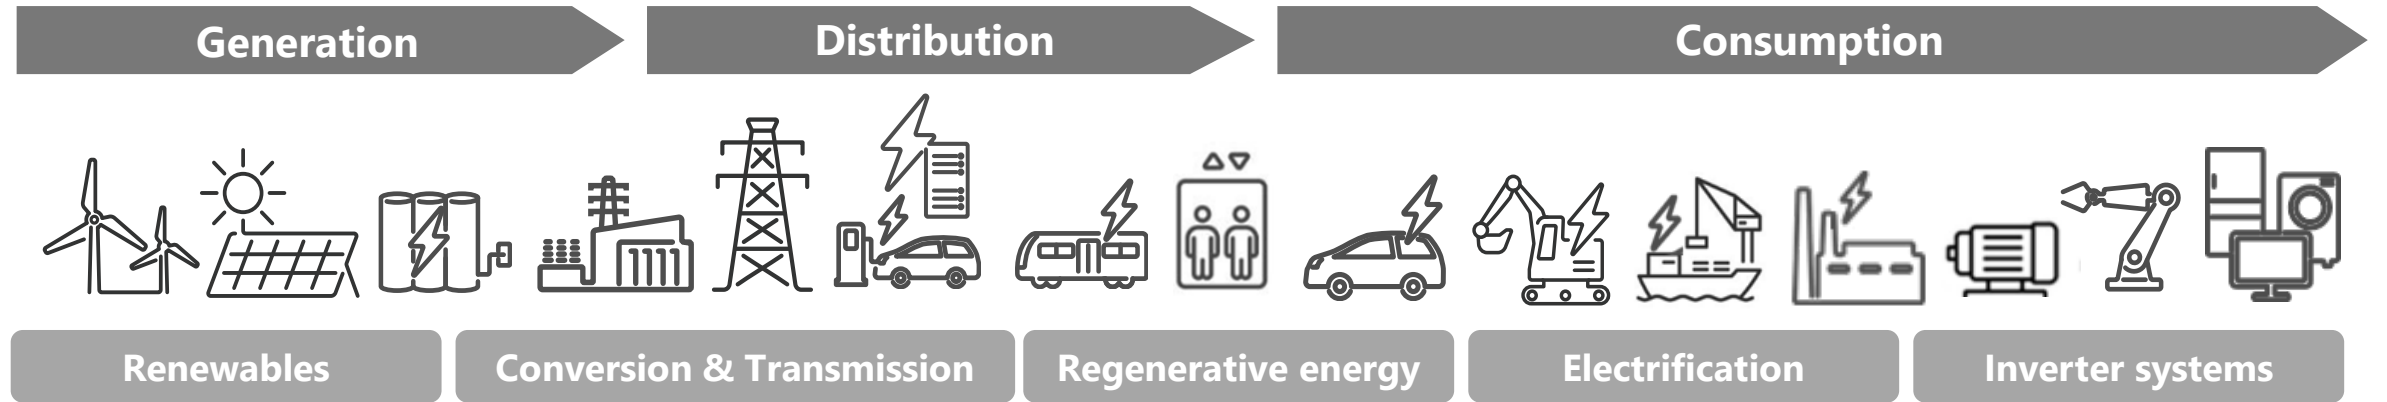 Generation
Distribution
Consumption
Renewables
Conversion & Transmission
Regenerative energy
Electrification
Inverter systems